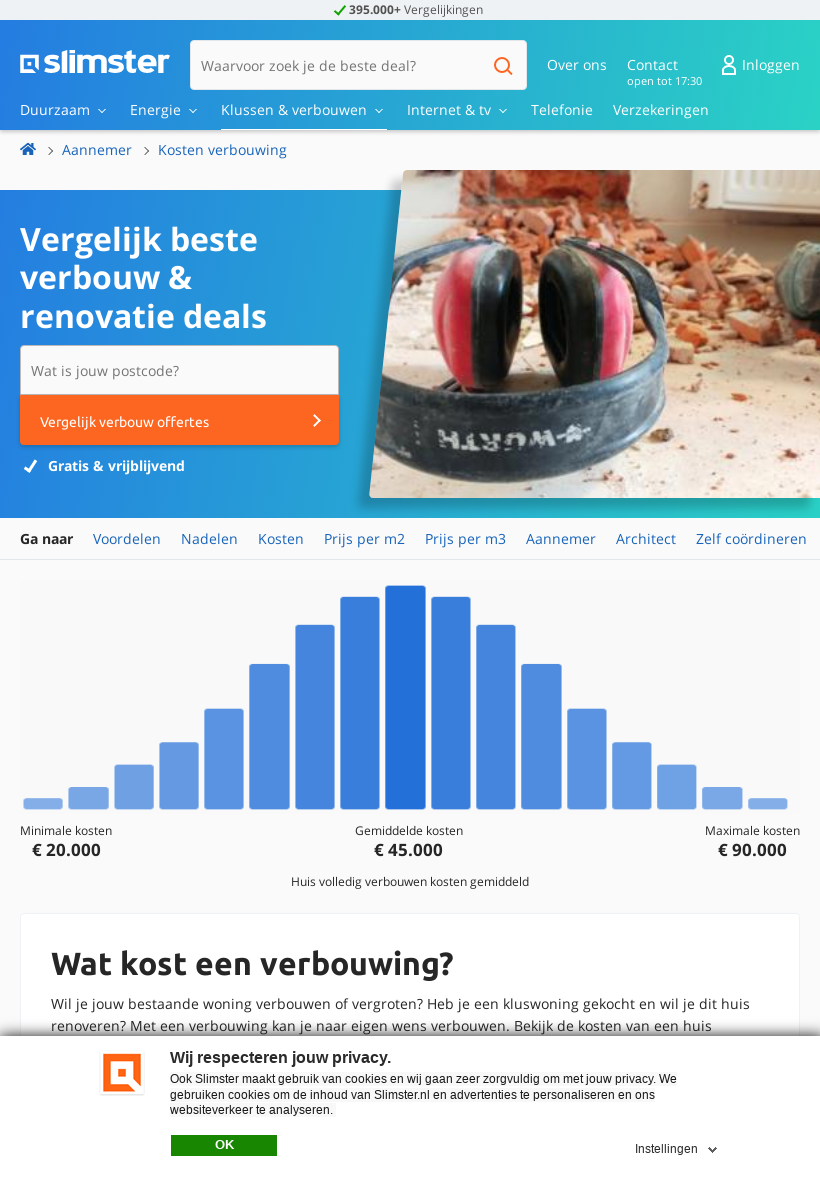 395.000+ Vergelijkingen
slimster
Waarvoor zoek je de beste deal?
Over ons
Contact
open tot 17:30
Inloggen
Duurzaam
Energie
Klussen & verbouwen
Internet & tv
Telefonie
Verzekeringen
Aannemer
Kosten verbouwing
Vergelijk beste
verbouw &
renovatie deals
Wat is jouw postcode?
Vergelijk verbouw offertes
Gratis & vrijblijvend
WÜRTH
Ga naar
Voordelen
Nadelen
Kosten
Prijs per m2
Prijs per m3
Aannemer
Architect
Zelf coördineren
Minimale kosten
€ 20.000
Gemiddelde kosten
€ 45.000
Maximale kosten
€ 90.000
Huis volledig verbouwen kosten gemiddeld
Wat kost een verbouwing?
Wil je jouw bestaande woning verbouwen of vergroten? Heb je een kluswoning gekocht en wil je dit huis
renoveren? Met een verbouwing kan je naar eigen wens verbouwen. Bekijk de kosten van een huis
Wij respecteren jouw privacy.
Ook Slimster maakt gebruik van cookies en wij gaan zeer zorgvuldig om met jouw privacy. We
gebruiken cookies om de inhoud van Slimster.nl en advertenties te personaliseren en ons
websiteverkeer te analyseren.
OK
Instellingen